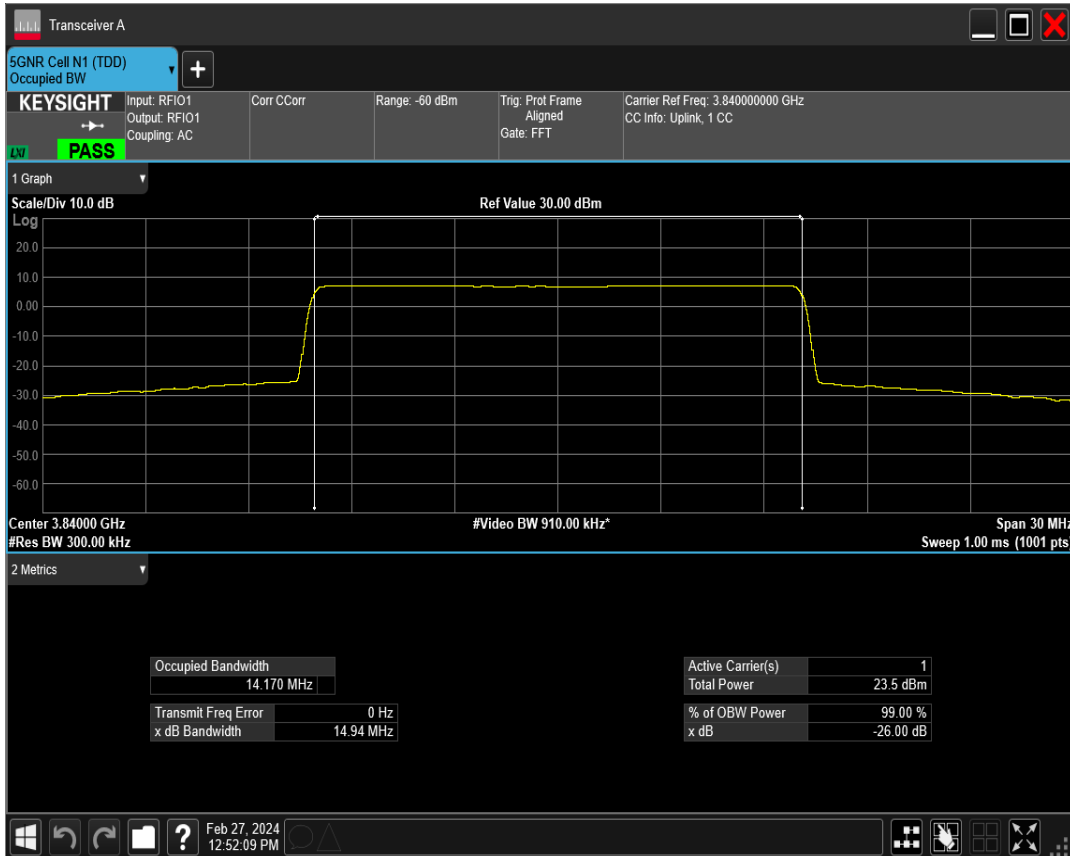 Transceiver A
5GNR Cell N1 (TDD)
Occupied BW
+
KEYSIGHT
LXI
PASS
Input: RFIO1
Output: RFIO1
Coupling: AC
Corr CCorr
Range: -60 dBm
Trig: Prot Frame
Aligned
Gate: FFT
Carrier Ref Freq: 3.840000000 GHz
CC Info: Uplink, 1 CC
1 Graph
Scale/Div 10.0 dB
Ref Value 30.00 dBm
Log
20.0
10.0
0.00
-10.0
-20.0
-30.0
-40.0
-50.0
-60.0
Center 3.84000 GHz
#Video BW 910.00 kHz*
Span 30 MHz
#Res BW 300.00 kHz
Sweep 1.00 ms (1001 pts)
2 Metrics
Occupied Bandwidth
14.170 MHz
Transmit Freq Error 0 Hz
x dB Bandwidth 14.94 MHz
Active Carrier(s) 1
Total Power 23.5 dBm
% of OBW Power 99.00 %
x dB -26.00 dB
?
Feb 27, 2024
12:52:09 PM